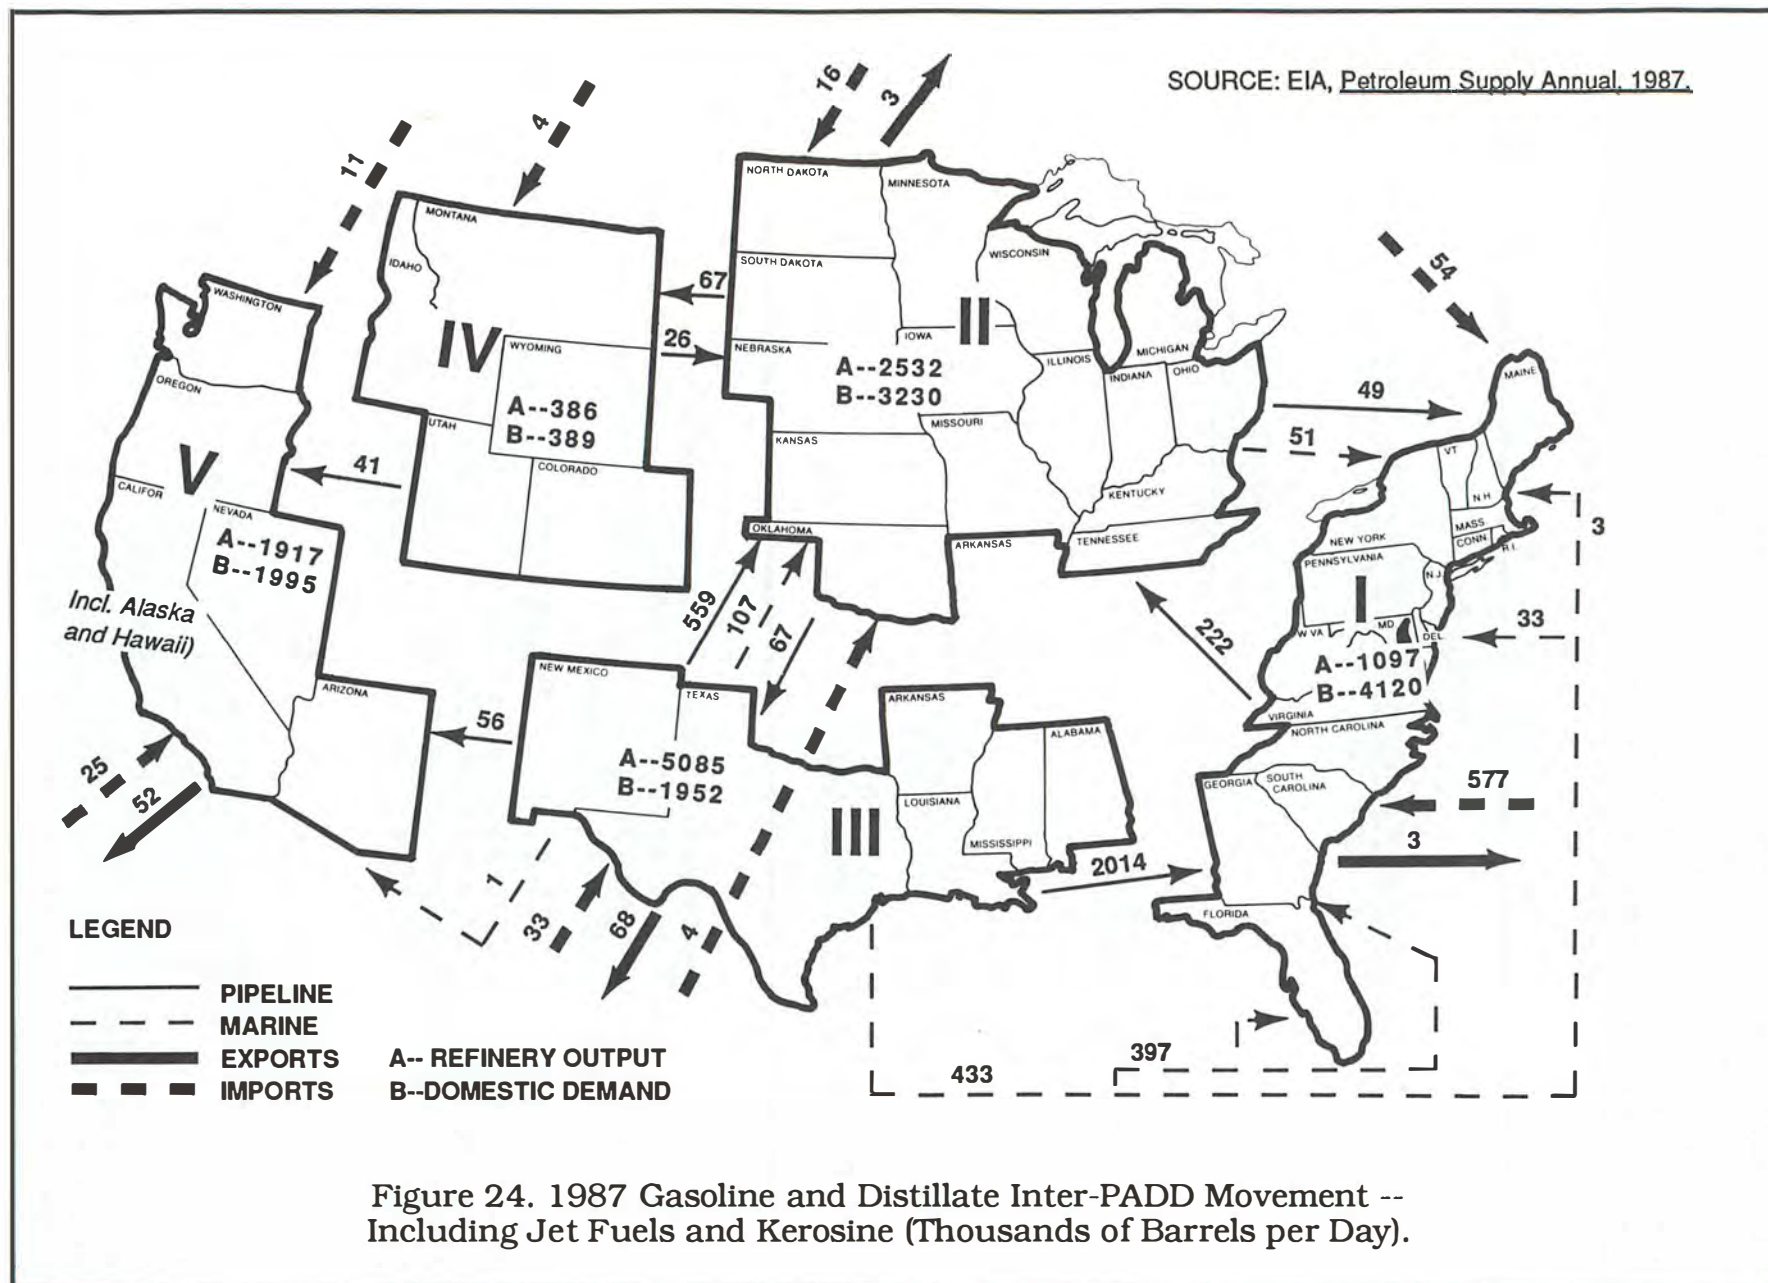 SOURCE: EIA, Petroleum Supply Annual, 1987.
16
3
4
11
54
NORTH DAKOTA
MINNESOTA
MONTANA
IDAHO
WISCONSIN
SOUTH DAKOTA
WASHINGTON
67
II
IV
26
WYOMING
NEBRASKA
IOWA
ILLINOIS
MICHIGAN
INDIANA
OHIO
MAINE
A--2532
B--3230
OREGON
A--386
B--389
UTAH
49
51
MISSOURI
KANSAS
VT
V
41
COLORADO
CALIFOR
NEVADA
KENTUCKY
N.H.
3
A--1917
B--1995
OKLAHOMA
ARKANSAS
TENNESSEE
MASS
CONN
R.I.
NEW YORK
PENNSYLVANIA
N.J.
I
Incl. Alaska
and Hawaii)
559
107
67
222
W VA
MD
DEL.
33
A--1097
B--4120
NEW MEXICO
TEXAS
ARIZONA
ARKANSAS
VIRGINIA
NORTH CAROLINA
ALABAMA
56
A--5085
B--1952
25
52
GEORGIA
SOUTH
CAROLINA
577
LOUISIANA
III
MISSISSIPPI
3
2014
1
33
68
4
FLORIDA
LEGEND
PIPELINE
MARINE
EXPORTS A-- REFINERY OUTPUT
IMPORTS B--DOMESTIC DEMAND
397
433
Figure 24. 1987 Gasoline and Distillate Inter-PADD Movement --
Including Jet Fuels and Kerosine (Thousands of Barrels per Day).